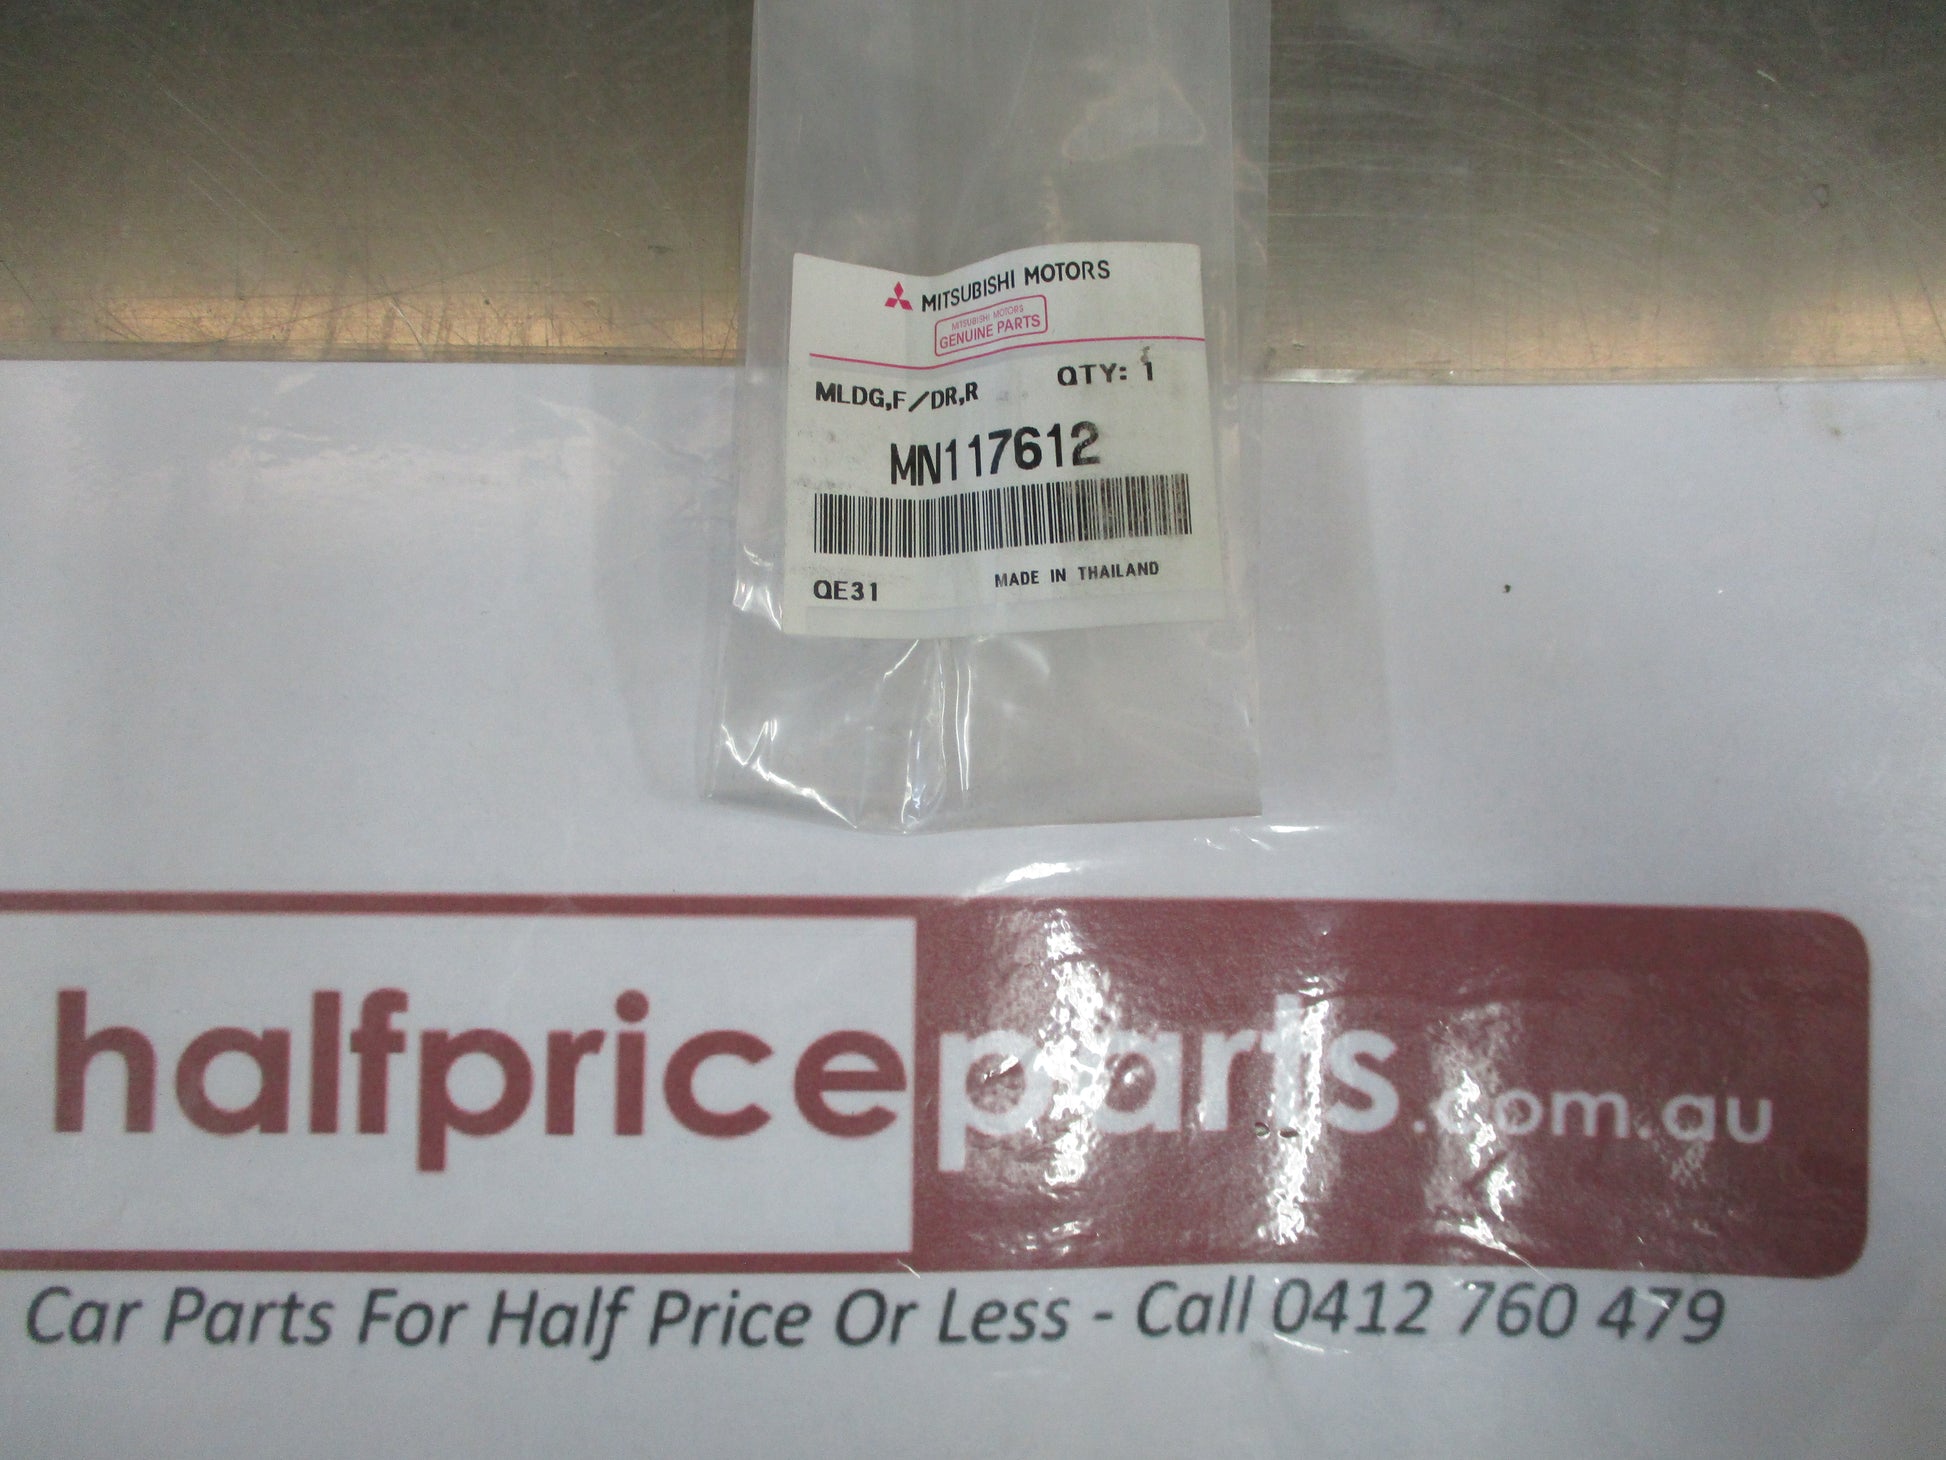 MITSUBISHI MOTORS
MITSUBISHI MOTORS
GENUINE PARTS
MLDG,F/DR,R QTY: 1
MN117612
QE31 MADE IN THAILAND
halfpriceparts.com.au
Car Parts For Half Price Or Less - Call 0412 760 479